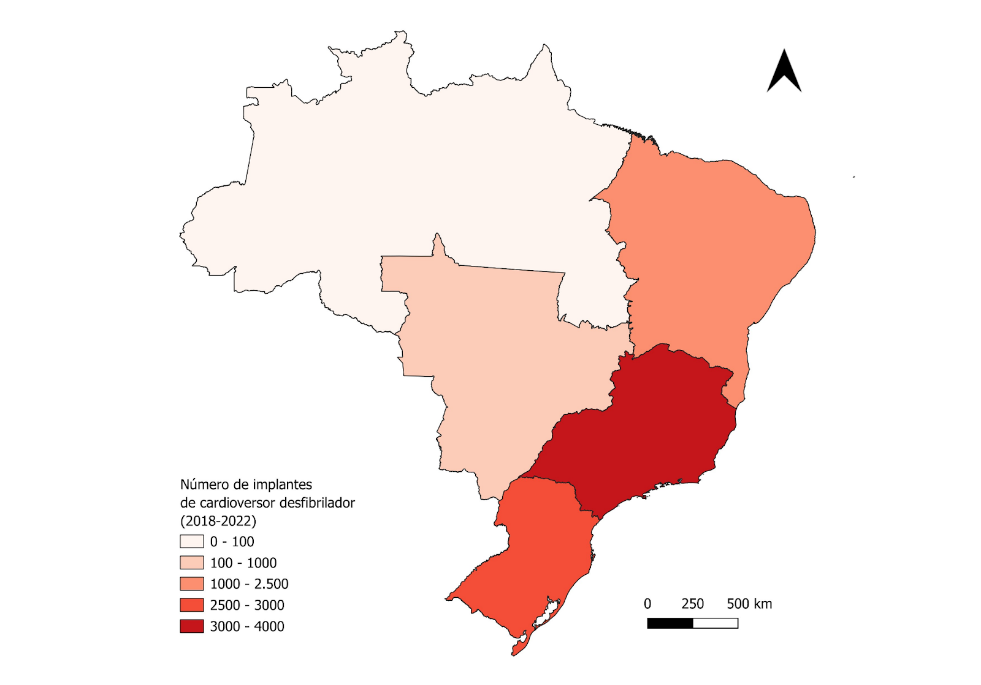 Número de implantes
de cardioversor desfibrilador
(2018-2022)
0 - 100
100 - 1000
1000 - 2.500
2500 - 3000
3000 - 4000
0 250 500 km